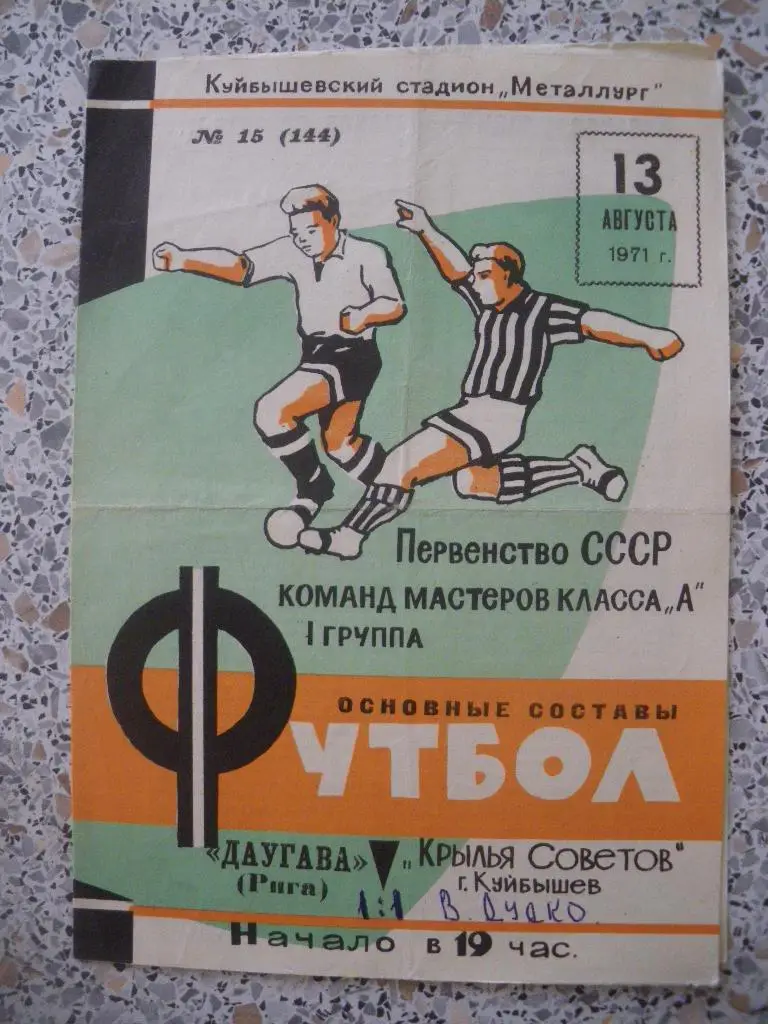 Куйбышевский стадион „Металлург"
№ 15 (144)
13
АВГУСТА
1971 г.
Первенство СССР
КОМАНД МАСТЕРОВ КЛАССА „А"
I ГРУППА
ОСНОВНЫЕ СОСТАВЫ
ФУТБОЛ
«ДАУГАВА» „Крылья Советов"
(Рига) г. Куйбышев
1:1 В. Дудко.
Начало в 19 час.